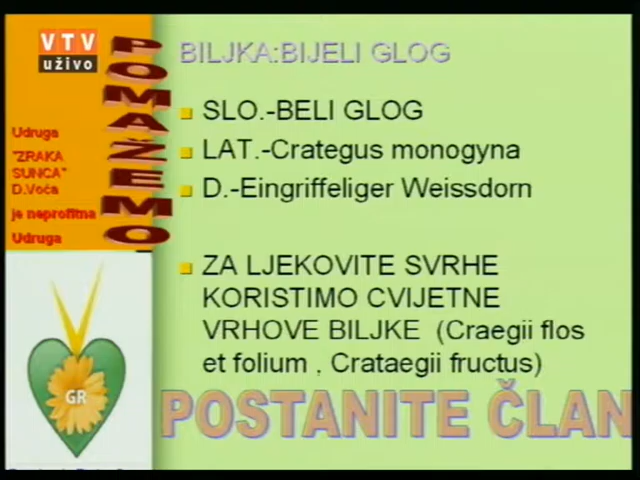 VTV
uživo
POMAŽEMO
Udruga
"ZRAKA
SUNCA"
D.Voća
je neprofitna
Udruga
GR
BILJKA:BIJELI GLOG
SLO.-BELI GLOG
LAT.-Crategus monogyna
D.-Eingriffeliger Weissdorn
ZA LJEKOVITE SVRHE
KORISTIMO CVIJETNE
VRHOVE BILJKE (Craegii flos
et folium , Crataegii fructus)
POSTANITE ČLAN